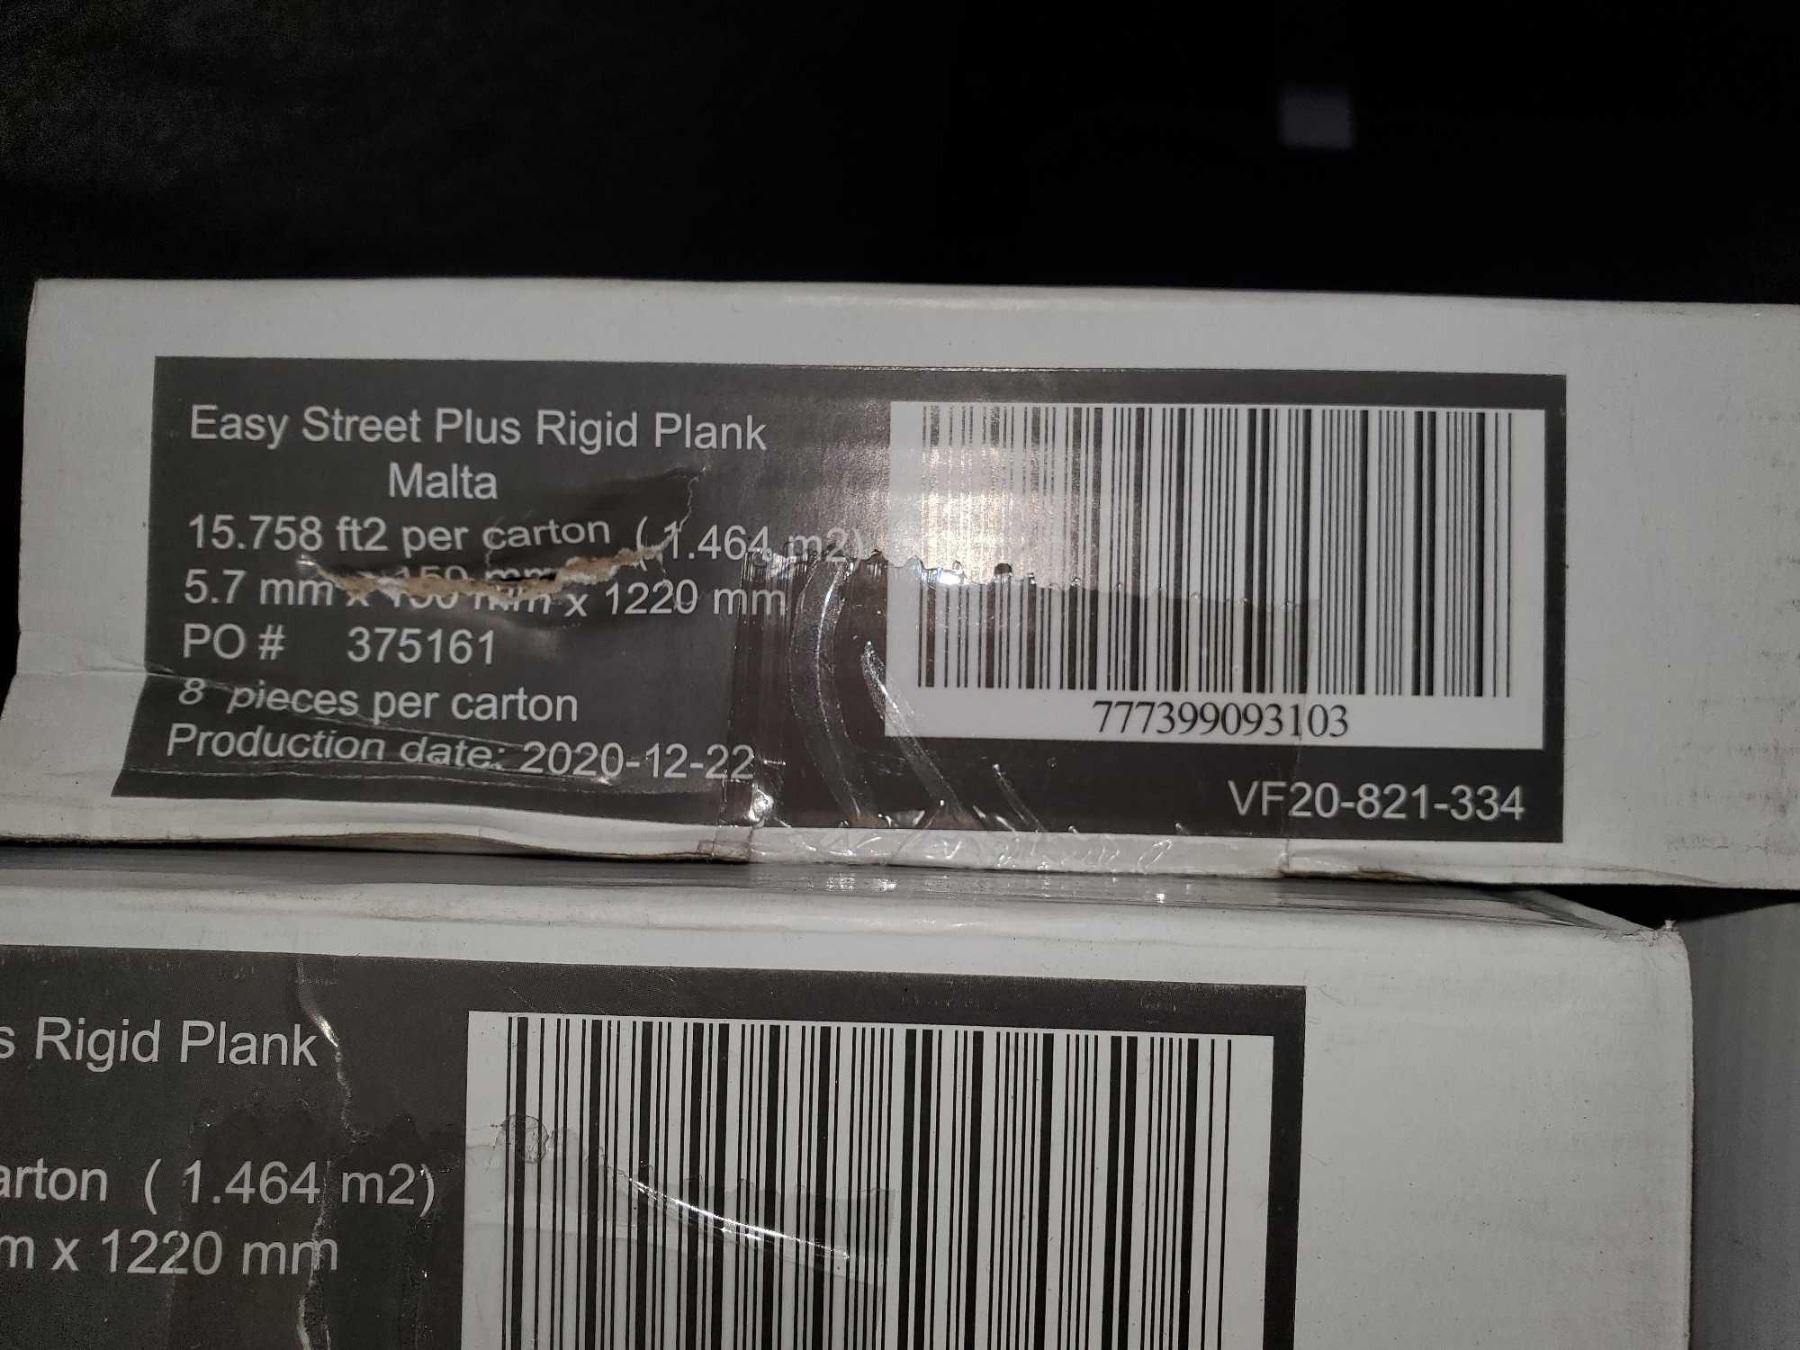 Easy Street Plus Rigid Plank
Malta
15.758 ft2 per carton ( 1.464 m2)
5.7 mm x 150 mm x 1220 mm
PO # 375161
8 pieces per carton
Production date: 2020-12-22
777399093103
VF20-821-334
s Rigid Plank
arton ( 1.464 m2)
m x 1220 mm